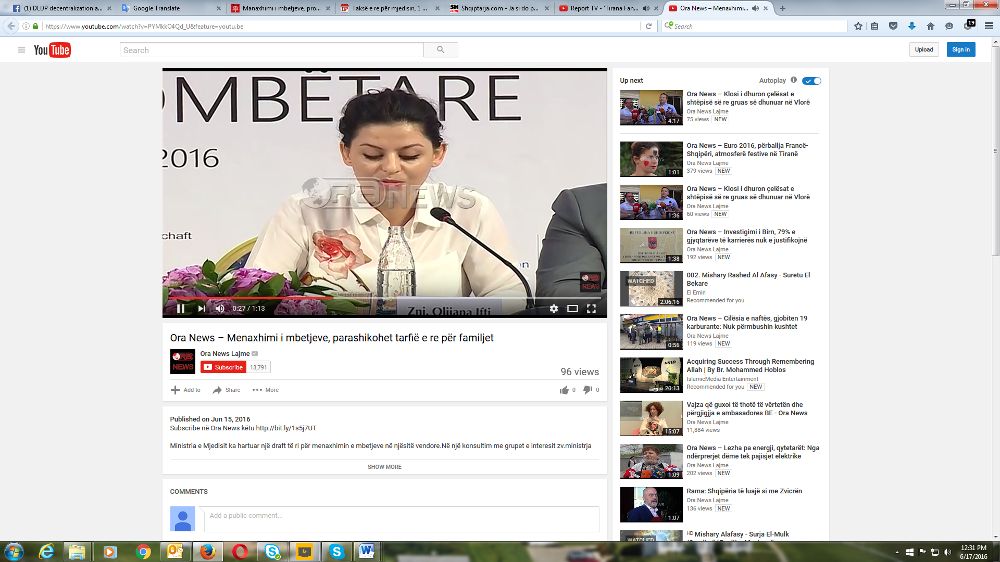 (1) DLDP decentralization a...
Google Translate
Manaxhimi i mbetjeve, pro...
Taksë e re për mjedisin, 1 ...
Shqiptarja.com - Ja si do p...
Report TV - 'Tirana Fan...
Ora News – Menaxhimi...
https://www.youtube.com/watch?v=PYMkkO4Qd_U&feature=youtu.be
Search
19
YouTube
Search
Upload
Sign in
OMBËTARE
2016
chaft
ORA NEWS
ORA NEWS
Znj. Olijana Ifti
0:27 / 1:13
Ora News – Menaxhimi i mbetjeve, parashikohet tarfië e re për familjet
ORA NEWS
Ora News Lajme
Subscribe
13,791
96 views
Add to
Share
More
0
0
Published on Jun 15, 2016
Subscribe në Ora News këtu http://bit.ly/1s5j7UT
Ministria e Mjedisit ka hartuar një draft të ri për menaxhimin e mbetjeve në njësitë vendore.Në një konsultim me grupet e interesit zv.ministrja
SHOW MORE
COMMENTS
Add a public comment...
Up next
Autoplay
4:17
Ora News – Klosi i dhuron çelësat e
shtëpisë së re gruas së dhunuar në Vlorë
Ora News Lajme
75 views NEW
1:01
Ora News – Euro 2016, përballja Francë-
Shqipëri, atmosferë festive në Tiranë
Ora News Lajme
379 views NEW
1:36
Ora News – Klosi i dhuron çelësat e
shtëpisë së re gruas së dhunuar në Vlorë
Ora News Lajme
60 views NEW
REPUBLIKA E SHQIPËRISË
1:38
Ora News – Investigimi i Birn, 79% e
gjyqtarëve të karrierës nuk e justifikojnë
Ora News Lajme
192 views NEW
WATCHED
2:06:16
002. Mishary Rashed Al Afasy - Suretu El
Bekare
El Emin
Recommended for you
0:56
Ora News – Cilësia e naftës, gjobiten 19
karburante: Nuk përmbushin kushtet
Ora News Lajme
119 views NEW
uma
20:13
Acquiring Success Through Remembering
Allah | By Br. Mohammed Hoblos
IslamicMedia Entertainment
Recommended for you NEW
15:07
Vajza që guxoi të thotë të vërtetën dhe
përgjigjja e ambasadores BE - Ora News
Ora News Lajme
11,884 views
1:09
Ora News – Lezha pa energji, qytetarët: Nga
ndërprerjet dëme tek pajisjet elektrike
Ora News Lajme
202 views NEW
1:07
Rama: Shqipëria të luajë si me Zvicrën
Ora News Lajme
136 views NEW
WATCHED
HD Mishary Alafasy - Surja El-Mulk
12:31 PM
6/17/2016